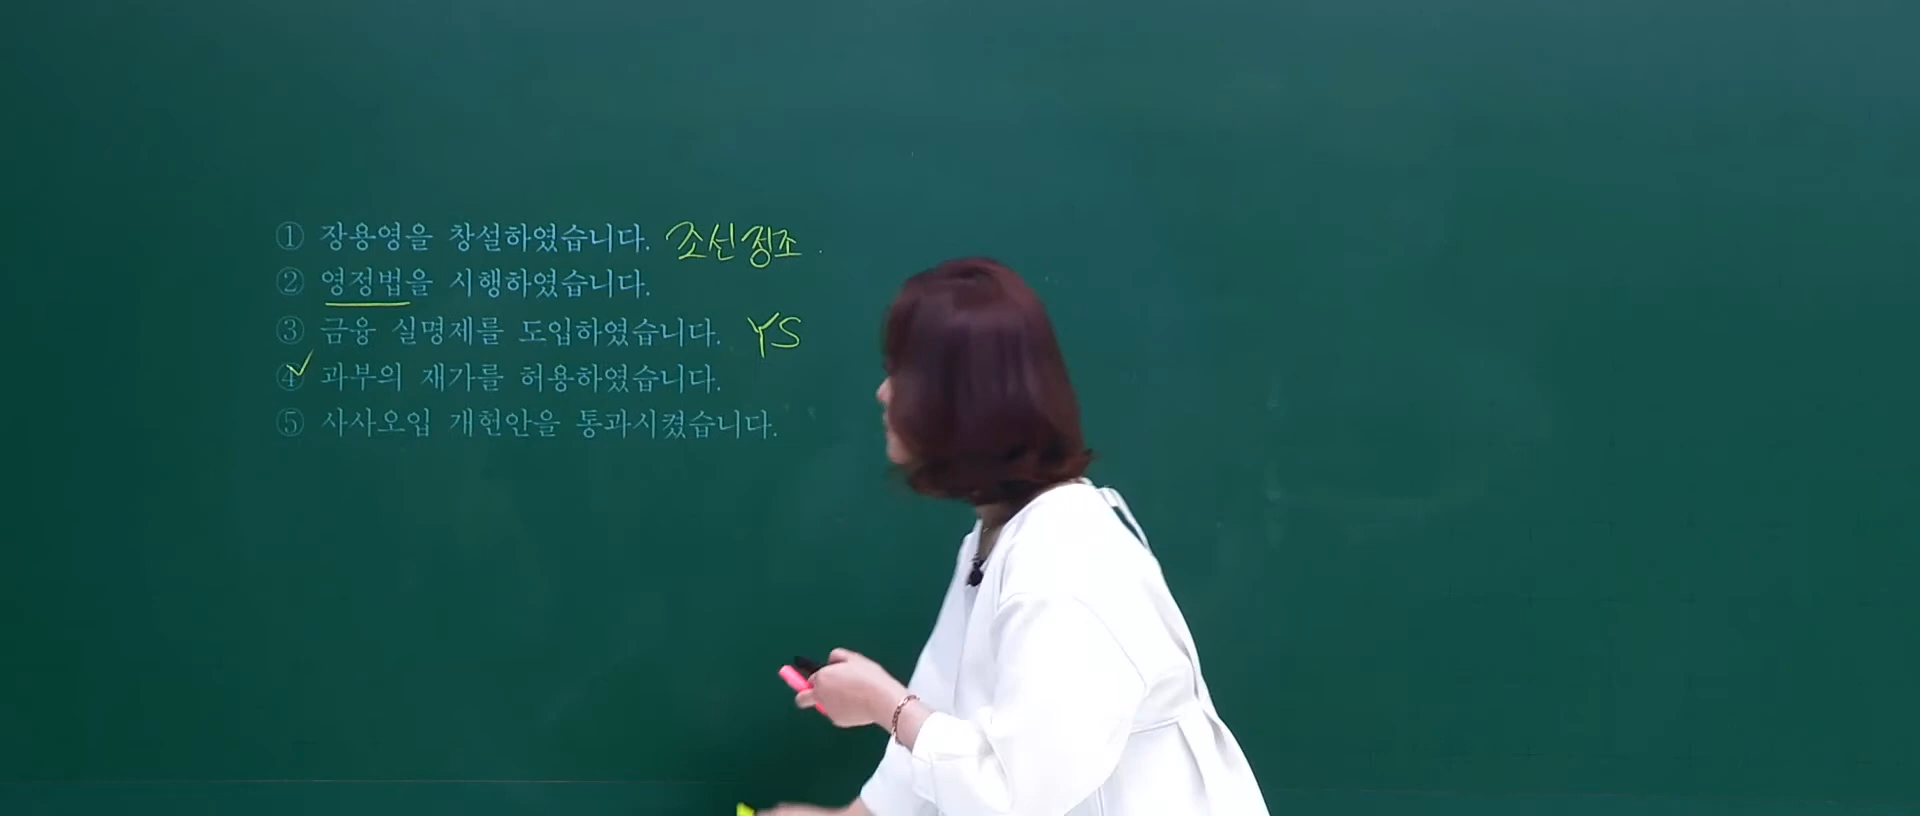 ① 장용영을 창설하였습니다. 조선 정조
② 영정법을 시행하였습니다.
③ 금융 실명제를 도입하였습니다. YS
④ 과부의 재가를 허용하였습니다.
⑤ 사사오입 개헌안을 통과시켰습니다.